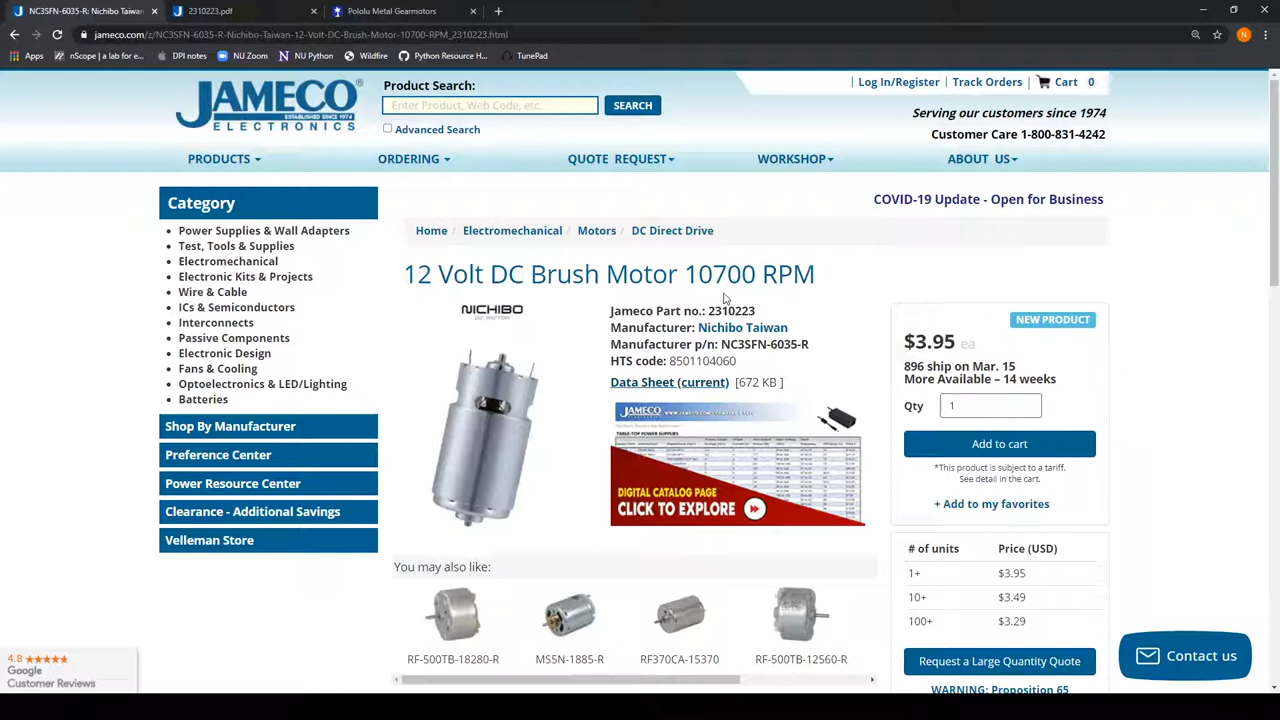 NC3SFN-6035-R: Nichibo Taiwan
2310223.pdf
Pololu Metal Gearmotors
jameco.com/z/NC3SFN-6035-R-Nichibo-Taiwan-12-Volt-DC-Brush-Motor-10700-RPM_2310223.html
N
Apps
nScope | a lab for e...
DPI notes
NU Zoom
NU Python
Wildfire
Python Resource H...
TunePad
JAMECO®
ESTABLISHED SINCE 1974
ELECTRONICS
Product Search:
Enter Product, Web Code, etc.
SEARCH
Advanced Search
Log In/Register
Track Orders
Cart 0
Serving our customers since 1974
Customer Care 1-800-831-4242
PRODUCTS
ORDERING
QUOTE REQUEST
WORKSHOP
ABOUT US
Category
Power Supplies & Wall Adapters
Test, Tools & Supplies
Electromechanical
Electronic Kits & Projects
Wire & Cable
ICs & Semiconductors
Interconnects
Passive Components
Electronic Design
Fans & Cooling
Optoelectronics & LED/Lighting
Batteries
Shop By Manufacturer
Preference Center
Power Resource Center
Clearance - Additional Savings
Velleman Store
COVID-19 Update - Open for Business
Home / Electromechanical / Motors / DC Direct Drive
12 Volt DC Brush Motor 10700 RPM
NICHIBO
DC MOTOR
Jameco Part no.: 2310223
Manufacturer: Nichibo Taiwan
Manufacturer p/n: NC3SFN-6035-R
HTS code: 8501104060
Data Sheet (current) [672 KB ]
JAMECO
TABLE-TOP POWER SUPPLIES
DIGITAL CATALOG PAGE
CLICK TO EXPLORE
NEW PRODUCT
$3.95 ea
896 ship on Mar. 15
More Available – 14 weeks
Qty 1
Add to cart
*This product is subject to a tariff.
See detail in the cart.
+ Add to my favorites
# of units Price (USD)
1+ $3.95
10+ $3.49
100+ $3.29
Request a Large Quantity Quote
WARNING: Proposition 65
You may also like:
RF-500TB-18280-R
MS5N-1885-R
RF370CA-15370
RF-500TB-12560-R
4.8
Google
Customer Reviews
Contact us